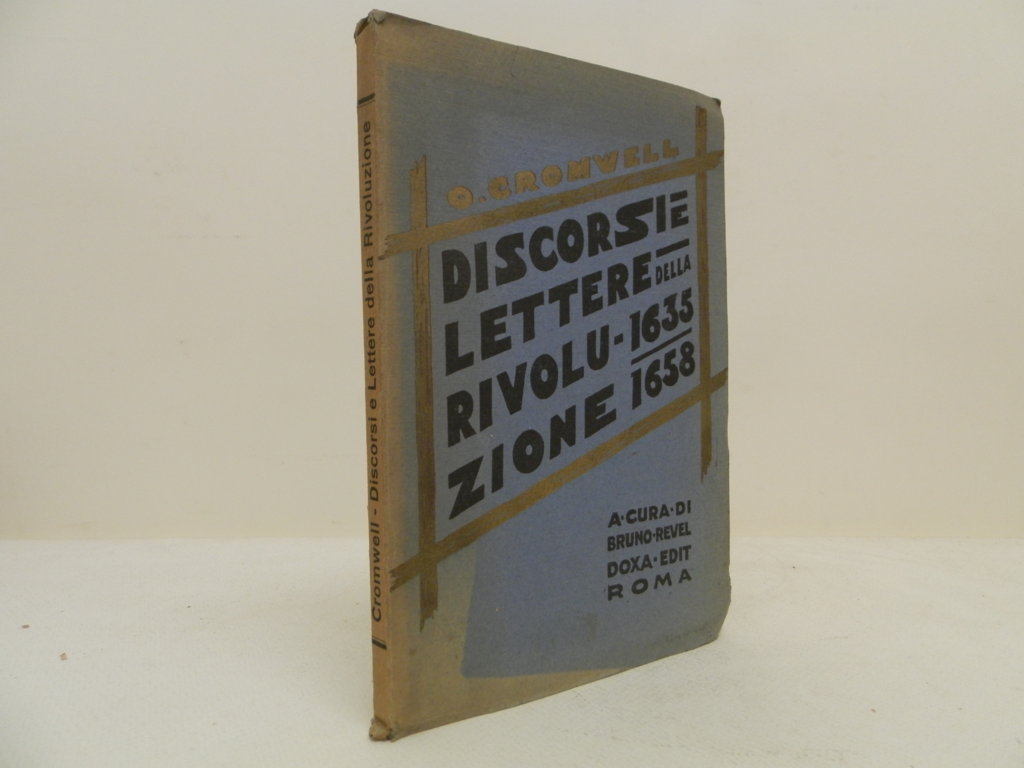 Cromwell - Discorsi e Lettere della Rivoluzione
O. CROMWELL
DISCORSI E
LETTERE DELLA
RIVOLU- 1635
ZIONE 1658
A·CURA·DI
BRUNO·REVEL
DOXA·EDIT
ROMA